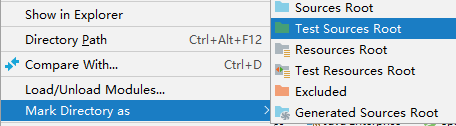 Show in Explorer
Directory Path Ctrl+Alt+F12
Compare With... Ctrl+D
Load/Unload Modules...
Mark Directory as
Sources Root
Test Sources Root
Resources Root
Test Resources Root
Excluded
Generated Sources Root